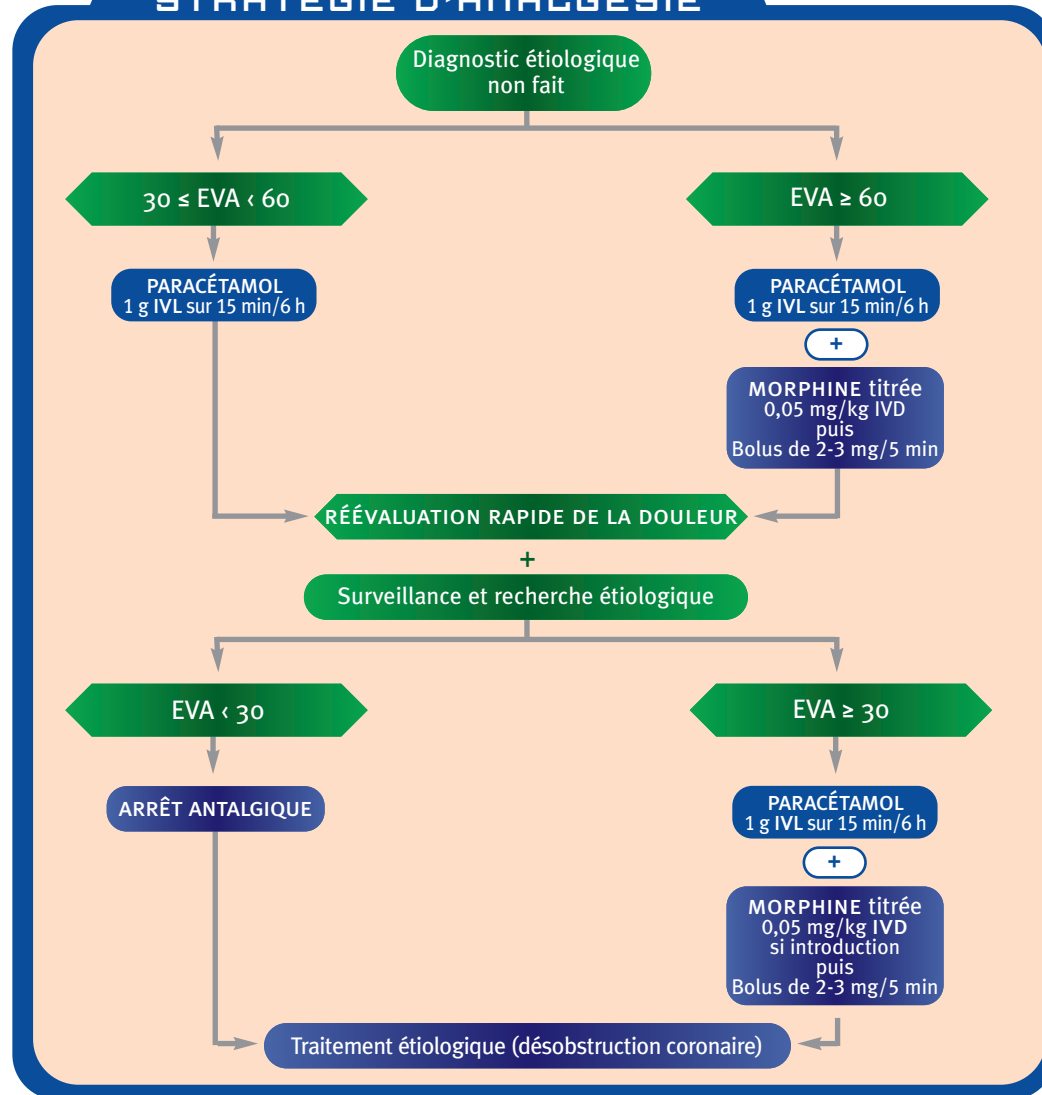 STRATÉGIE D'ANALGÉSIE
Diagnostic étiologique
non fait
30 ≤ EVA < 60
EVA ≥ 60
PARACÉTAMOL
1 g IVL sur 15 min/6 h
PARACÉTAMOL
1 g IVL sur 15 min/6 h
+
MORPHINE titrée
0,05 mg/kg IVD
puis
Bolus de 2-3 mg/5 min
RÉÉVALUATION RAPIDE DE LA DOULEUR
+
Surveillance et recherche étiologique
EVA < 30
EVA ≥ 30
ARRÊT ANTALGIQUE
PARACÉTAMOL
1 g IVL sur 15 min/6 h
+
MORPHINE titrée
0,05 mg/kg IVD
si introduction
puis
Bolus de 2-3 mg/5 min
Traitement étiologique (désobstruction coronaire)